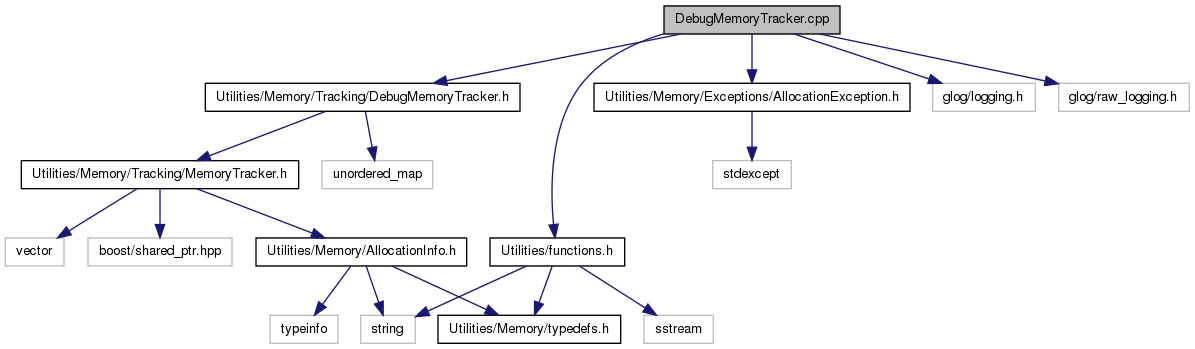 DebugMemoryTracker.cpp
Utilities/Memory/Tracking/DebugMemoryTracker.h
Utilities/Memory/Exceptions/AllocationException.h
glog/logging.h
glog/raw_logging.h
Utilities/Memory/Tracking/MemoryTracker.h
unordered_map
stdexcept
vector
boost/shared_ptr.hpp
Utilities/Memory/AllocationInfo.h
Utilities/functions.h
typeinfo
string
Utilities/Memory/typedefs.h
sstream